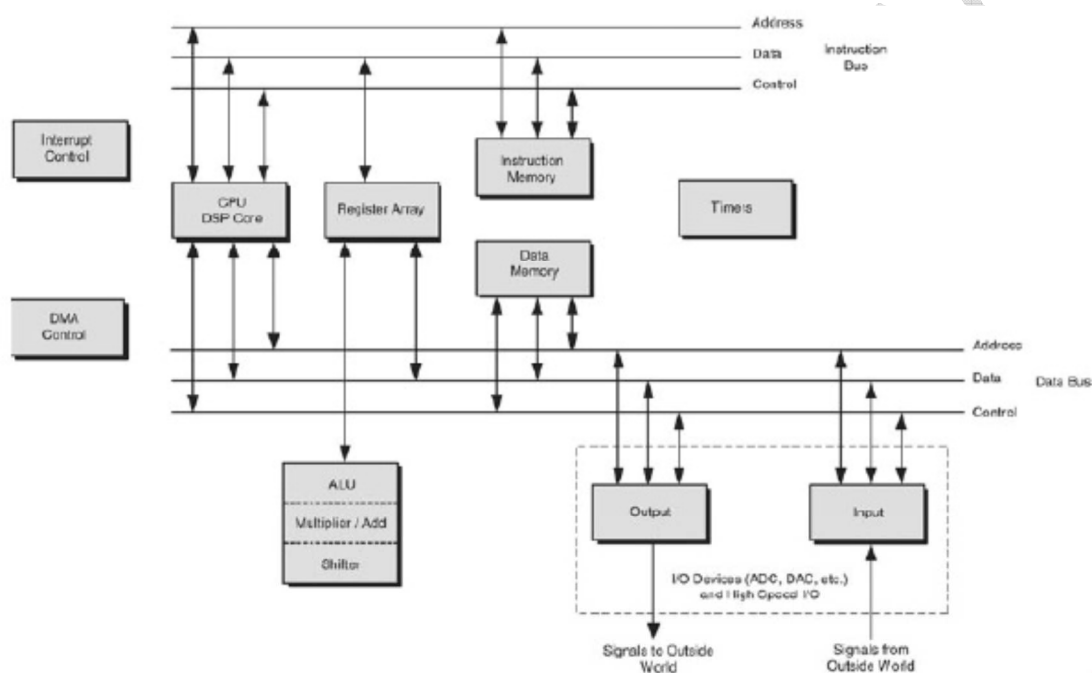 Address
Data
Instruction
Bus
Control
Interrupt
Control
Instruction
Memory
CPU
DSP Core
Register Array
Timers
Data
Memory
DMA
Control
Address
Data
Data Bus
Control
ALU
Multiplier / Add
Shifter
Output
Input
I/O Devices (ADC, DAC, etc.)
and High Speed I/O
Signals to Outside
World
Signals from
Outside World